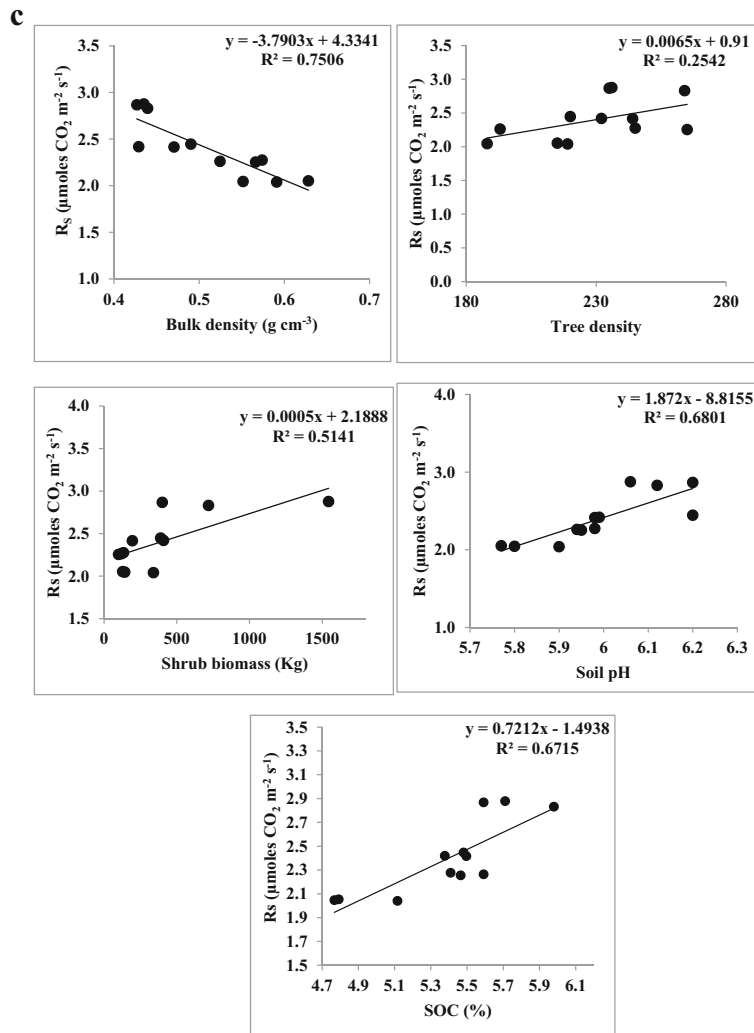 c
y = -3.7903x + 4.3341
R² = 0.7506
3.5
3.0
2.5
2.0
1.5
1.0
0.4 0.5 0.6 0.7
R_S (µmoles CO₂ m⁻² s⁻¹)
Bulk density (g cm⁻³)
y = 0.0065x + 0.91
R² = 0.2542
3.5
3.0
2.5
2.0
1.5
1.0
0.5
0.0
180 230 280
Rs (µmoles CO₂ m⁻² s⁻¹)
Tree density
y = 0.0005x + 2.1888
R² = 0.5141
4.0
3.5
3.0
2.5
2.0
1.5
0 500 1000 1500
Rs (µmoles CO₂ m⁻² s⁻¹)
Shrub biomass (Kg)
y = 1.872x - 8.8155
R² = 0.6801
4.0
3.0
2.0
1.0
5.7 5.8 5.9 6 6.1 6.2 6.3
Rs (µmoles CO₂ m⁻² s⁻¹)
Soil pH
y = 0.7212x - 1.4938
R² = 0.6715
3.5
3.3
3.1
2.9
2.7
2.5
2.3
2.1
1.9
1.7
1.5
4.7 4.9 5.1 5.3 5.5 5.7 5.9 6.1
Rs (µmoles CO₂ m⁻² s⁻¹)
SOC (%)